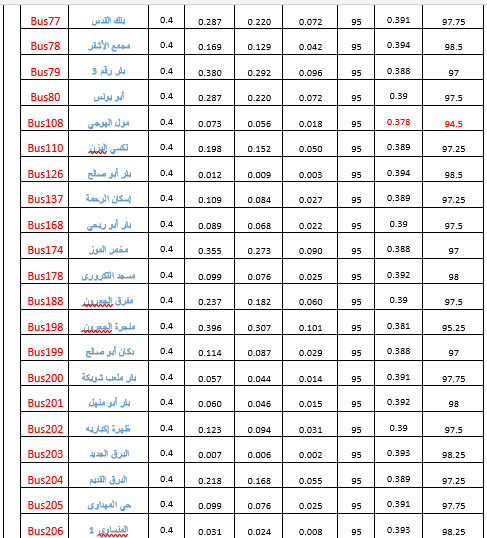 Bus77 بنك القدس 0.4 0.287 0.220 0.072 95 0.391 97.75
Bus78 مجمع الأشقر 0.4 0.169 0.129 0.042 95 0.394 98.5
Bus79 بئر رقم 3 0.4 0.380 0.292 0.096 95 0.388 97
Bus80 أبو يونس 0.4 0.287 0.220 0.072 95 0.39 97.5
Bus108 مول اليوجي 0.4 0.073 0.056 0.018 95 0.378 94.5
Bus110 تكسي اليزن 0.4 0.198 0.152 0.050 95 0.389 97.25
Bus126 بئر أبو صالح 0.4 0.012 0.009 0.003 95 0.394 98.5
Bus137 إسكان الرحمة 0.4 0.109 0.084 0.027 95 0.389 97.25
Bus168 بئر أبو ربحي 0.4 0.089 0.068 0.022 95 0.39 97.5
Bus174 مخمر الموز 0.4 0.355 0.273 0.090 95 0.388 97
Bus178 مسجد التكروري 0.4 0.099 0.076 0.025 95 0.392 98
Bus188 مفرق الجعرون 0.4 0.237 0.182 0.060 95 0.39 97.5
Bus198 منجرة الجعرون 0.4 0.396 0.307 0.101 95 0.381 95.25
Bus199 دكان أبو صالح 0.4 0.114 0.087 0.029 95 0.388 97
Bus200 بئر ملعب شويكة 0.4 0.057 0.044 0.014 95 0.391 97.75
Bus201 بئر أبو منهل 0.4 0.060 0.046 0.015 95 0.392 98
Bus202 ظهرة إكباريه 0.4 0.123 0.094 0.031 95 0.39 97.5
Bus203 البرق الجديد 0.4 0.007 0.006 0.002 95 0.393 98.25
Bus204 البرق القديم 0.4 0.218 0.168 0.055 95 0.389 97.25
Bus205 حي المهداوي 0.4 0.099 0.076 0.025 95 0.391 97.75
Bus206 المنساوي 1 0.4 0.031 0.024 0.008 95 0.393 98.25